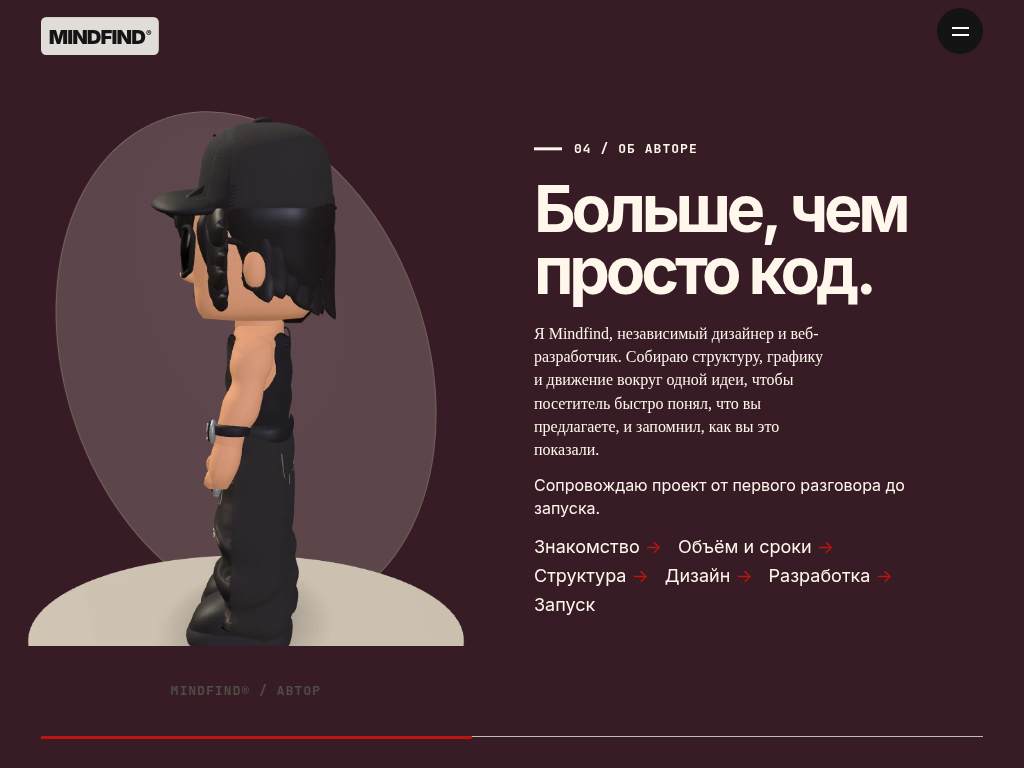 MINDFIND®
04 / ОБ АВТОРЕ
Больше, чем
просто код.
Я Mindfind, независимый дизайнер и веб-
разработчик. Собираю структуру, графику
и движение вокруг одной идеи, чтобы
посетитель быстро понял, что вы
предлагаете, и запомнил, как вы это
показали.
Сопровождаю проект от первого разговора до
запуска.
Знакомство → Объём и сроки →
Структура → Дизайн → Разработка →
Запуск
MINDFIND® / АВТОР